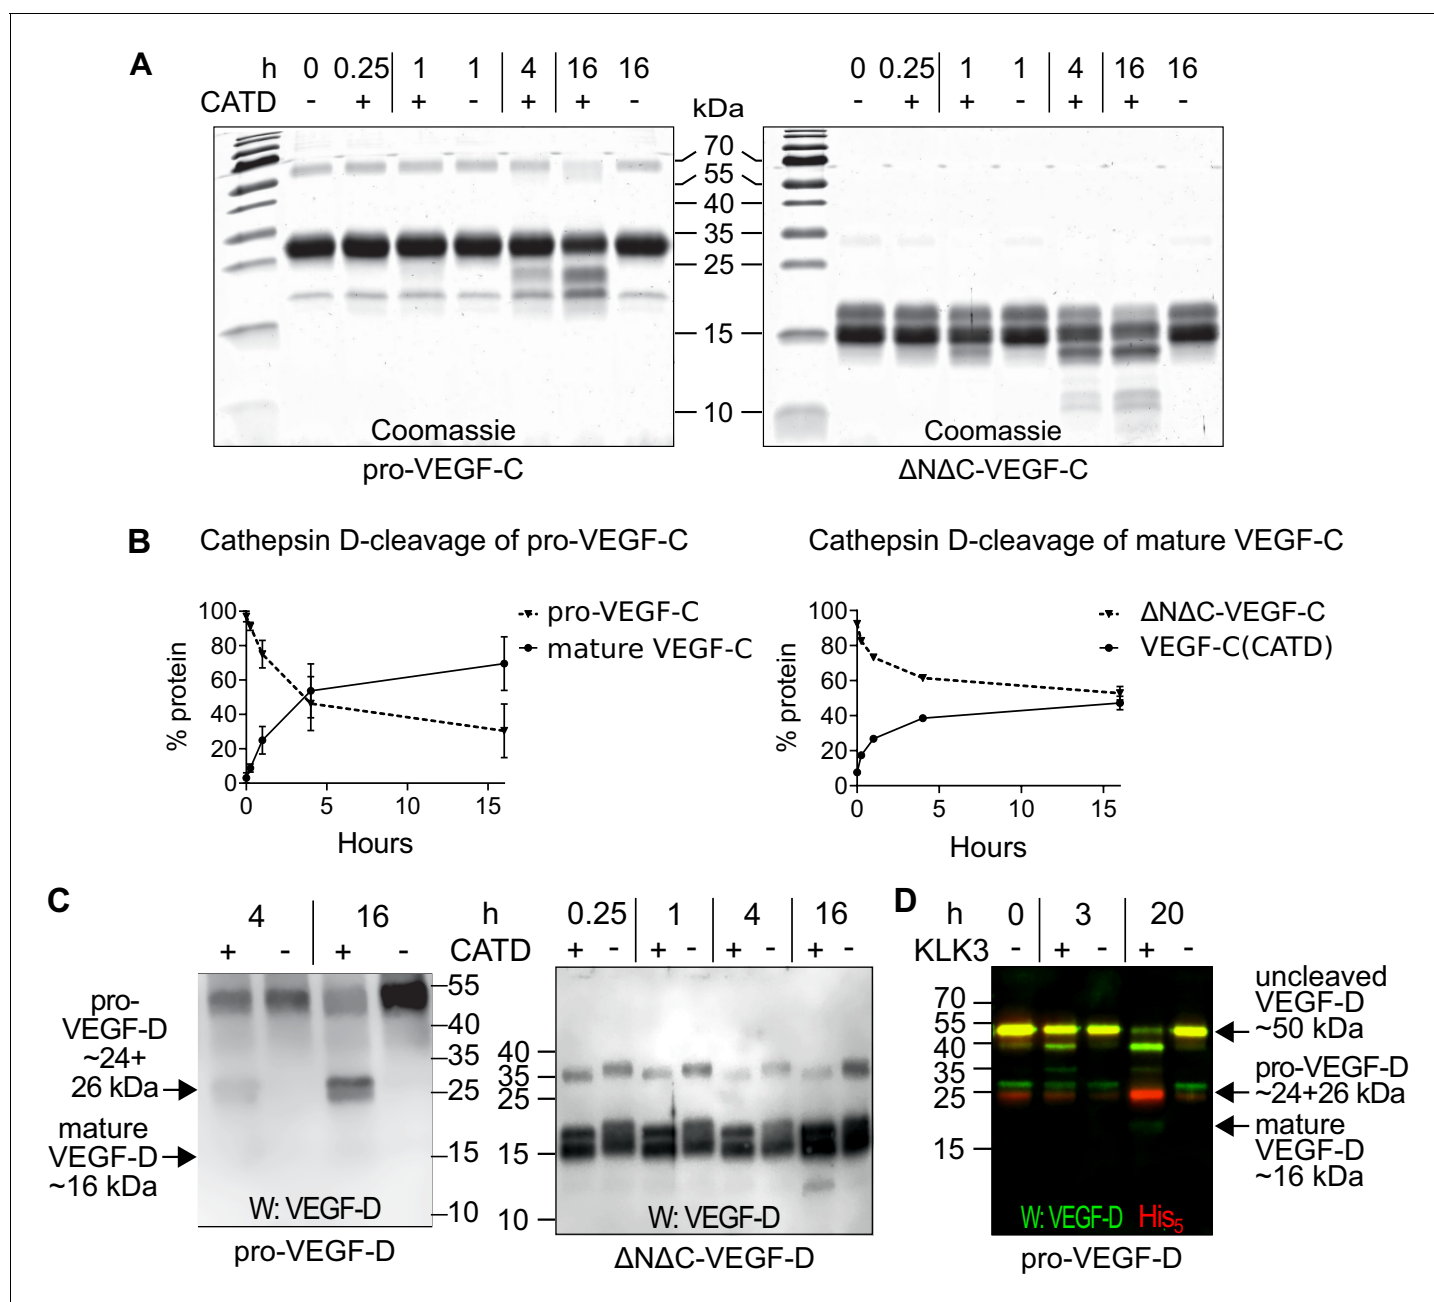 A
h 0 0.25 1 1 4 16 16
CATD - + + - + + -
kDa
0 0.25 1 1 4 16 16
- + + - + + -
70
55
40
35
25
15
10
Coomassie
pro-VEGF-C
Coomassie
ΔNΔC-VEGF-C
B
Cathepsin D-cleavage of pro-VEGF-C
% protein
100
80
60
40
20
0
0 5 10 15
Hours
pro-VEGF-C
mature VEGF-C
Cathepsin D-cleavage of mature VEGF-C
% protein
100
80
60
40
20
0
0 5 10 15
Hours
ΔNΔC-VEGF-C
VEGF-C(CATD)
C
4 16 h 0.25 1 4 16
+ - + - CATD + - + - + - + -
pro-
VEGF-D
~24+
26 kDa
mature
VEGF-D
~16 kDa
55
40
35
25
15
10
W: VEGF-D
pro-VEGF-D
40
35
25
15
10
W: VEGF-D
ΔNΔC-VEGF-D
D
h 0 3 20
KLK3 - + - + -
70
55
40
35
25
15
uncleaved
VEGF-D
~50 kDa
pro-VEGF-D
~24+26 kDa
mature
VEGF-D
~16 kDa
W: VEGF-D His5
pro-VEGF-D